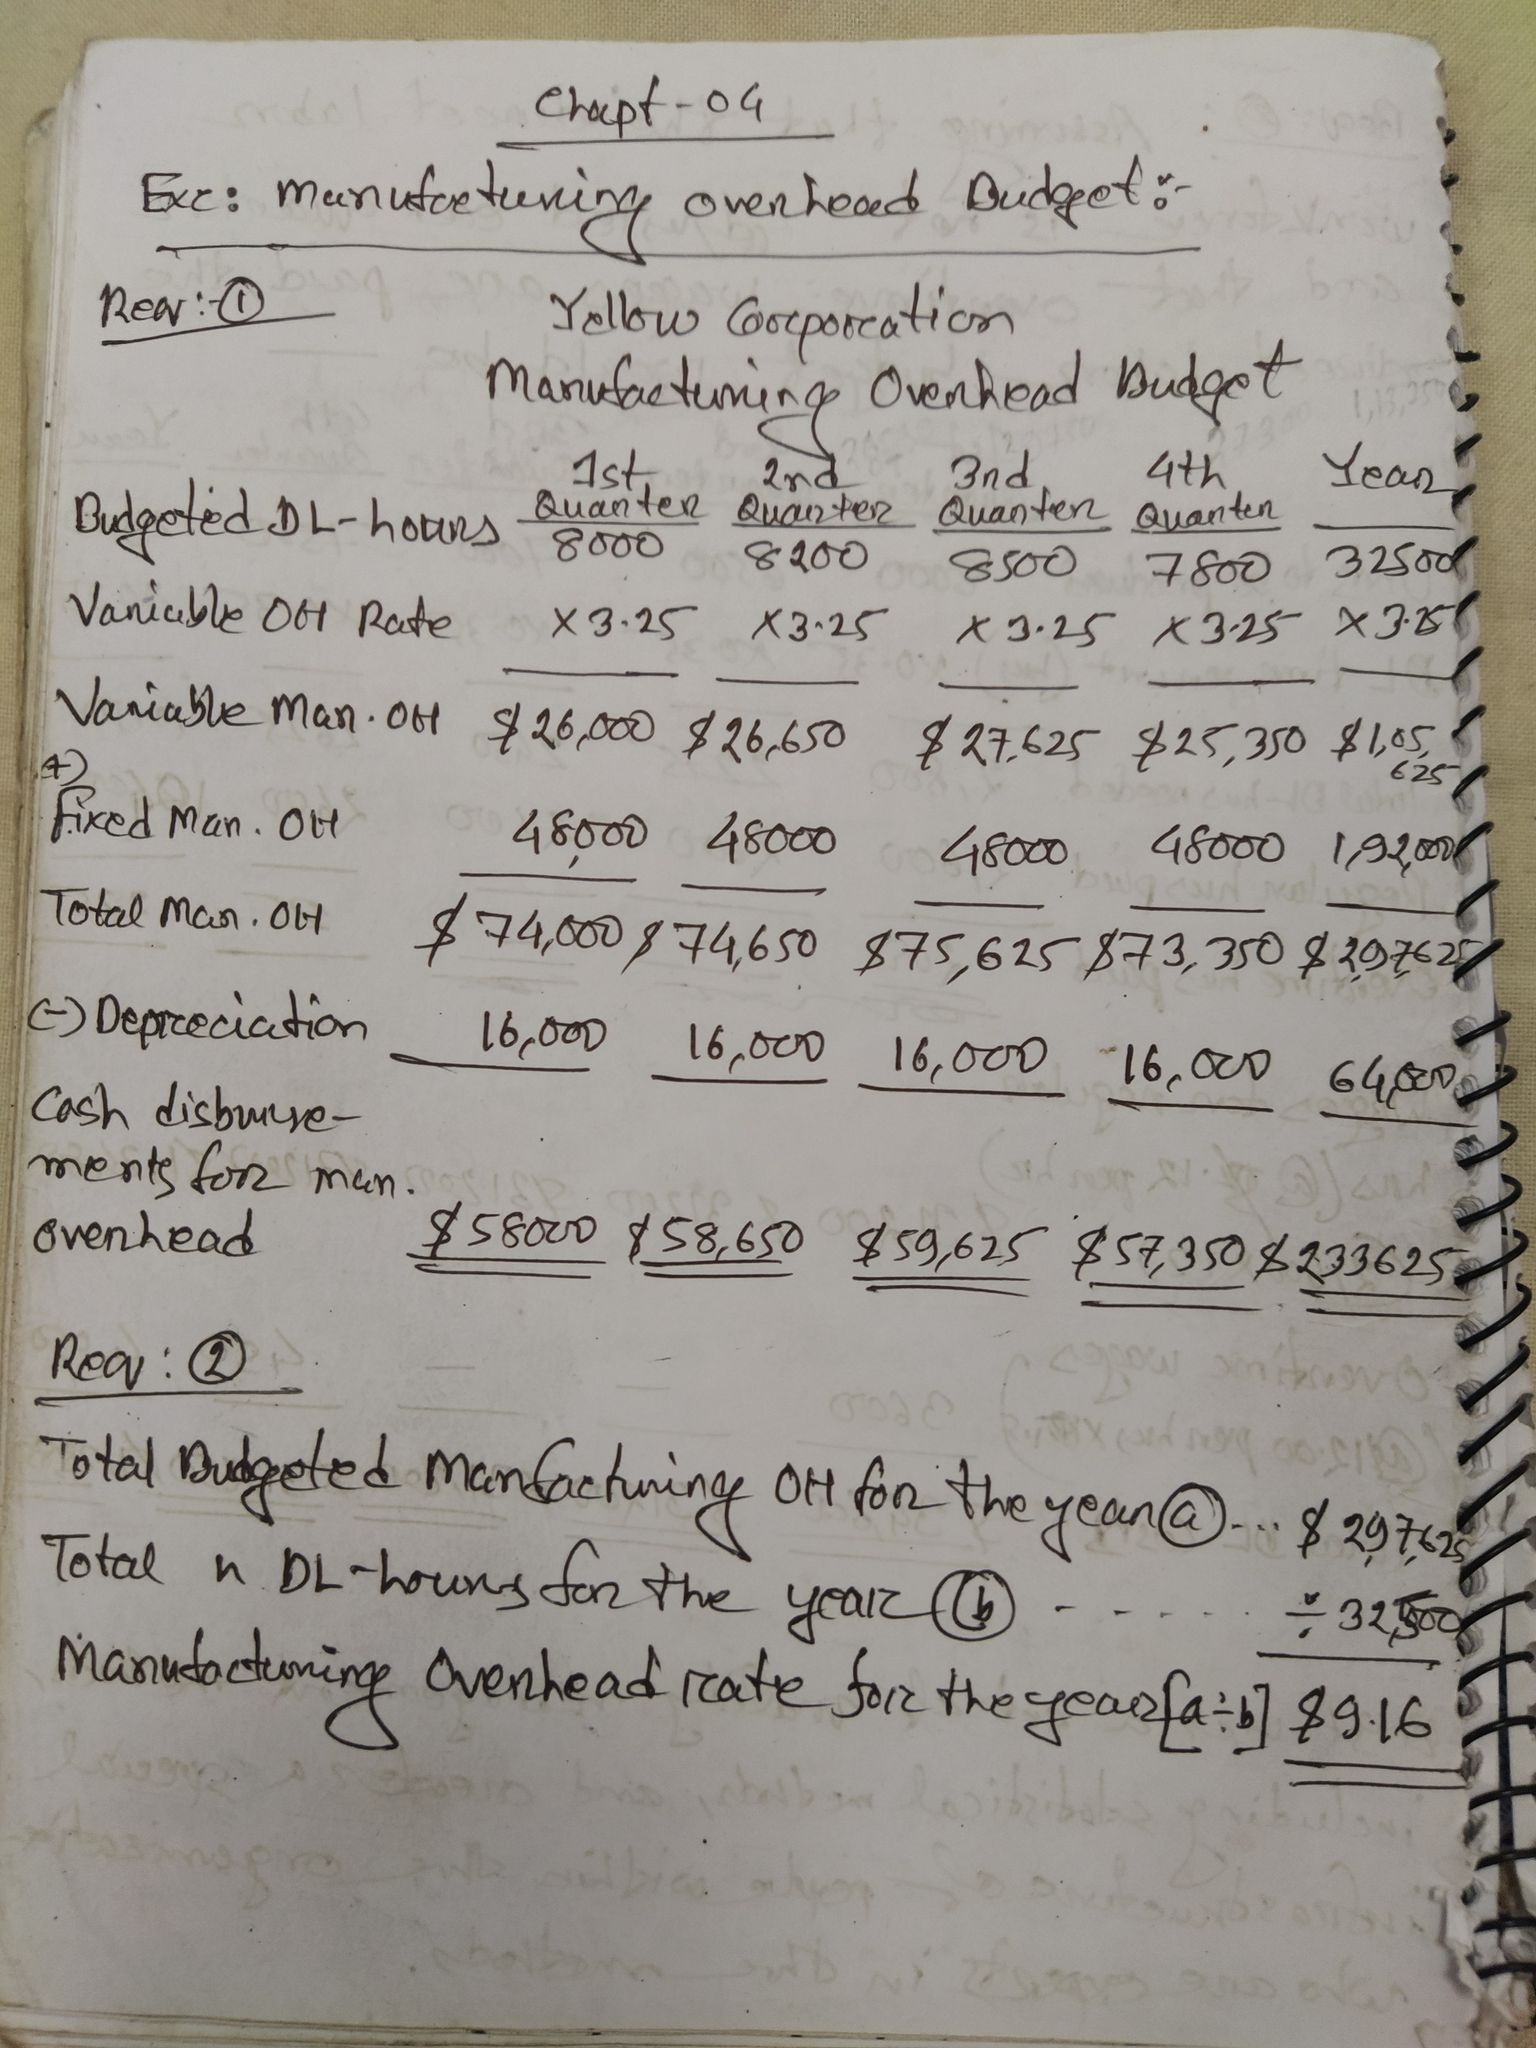 Chapt-04
Exc: Manufacturing overhead Budget:-
Req:-①
Yellow Corporation
Manufacturing Overhead Budget
1st Quarter 2nd Quarter 3rd Quarter 4th Quarter Year
Budgeted DL-hours 8000 8200 8500 7800 32500
Variable OH Rate ×3.25 ×3.25 ×3.25 ×3.25 ×3.25
Variable Man. OH $26,000 $26,650 $27,625 $25,350 $1,05,625
(+)
Fixed Man. OH 48,000 48000 48000 48000 1,92,000
Total Man. OH $74,000 $74,650 $75,625 $73,350 $2,97,625
(-) Depreciation 16,000 16,000 16,000 16,000 64,000
Cash disburse-
ments for man.
overhead $58000 $58,650 $59,625 $57,350 $233625
Req: ②
Total Budgeted Manfacturing OH for the year ⓐ... $2,97,625
Total " DL-hours for the year ⓑ - - - - - ÷ 32,500
Manufacturing Overhead rate for the year [a÷b] $9.16